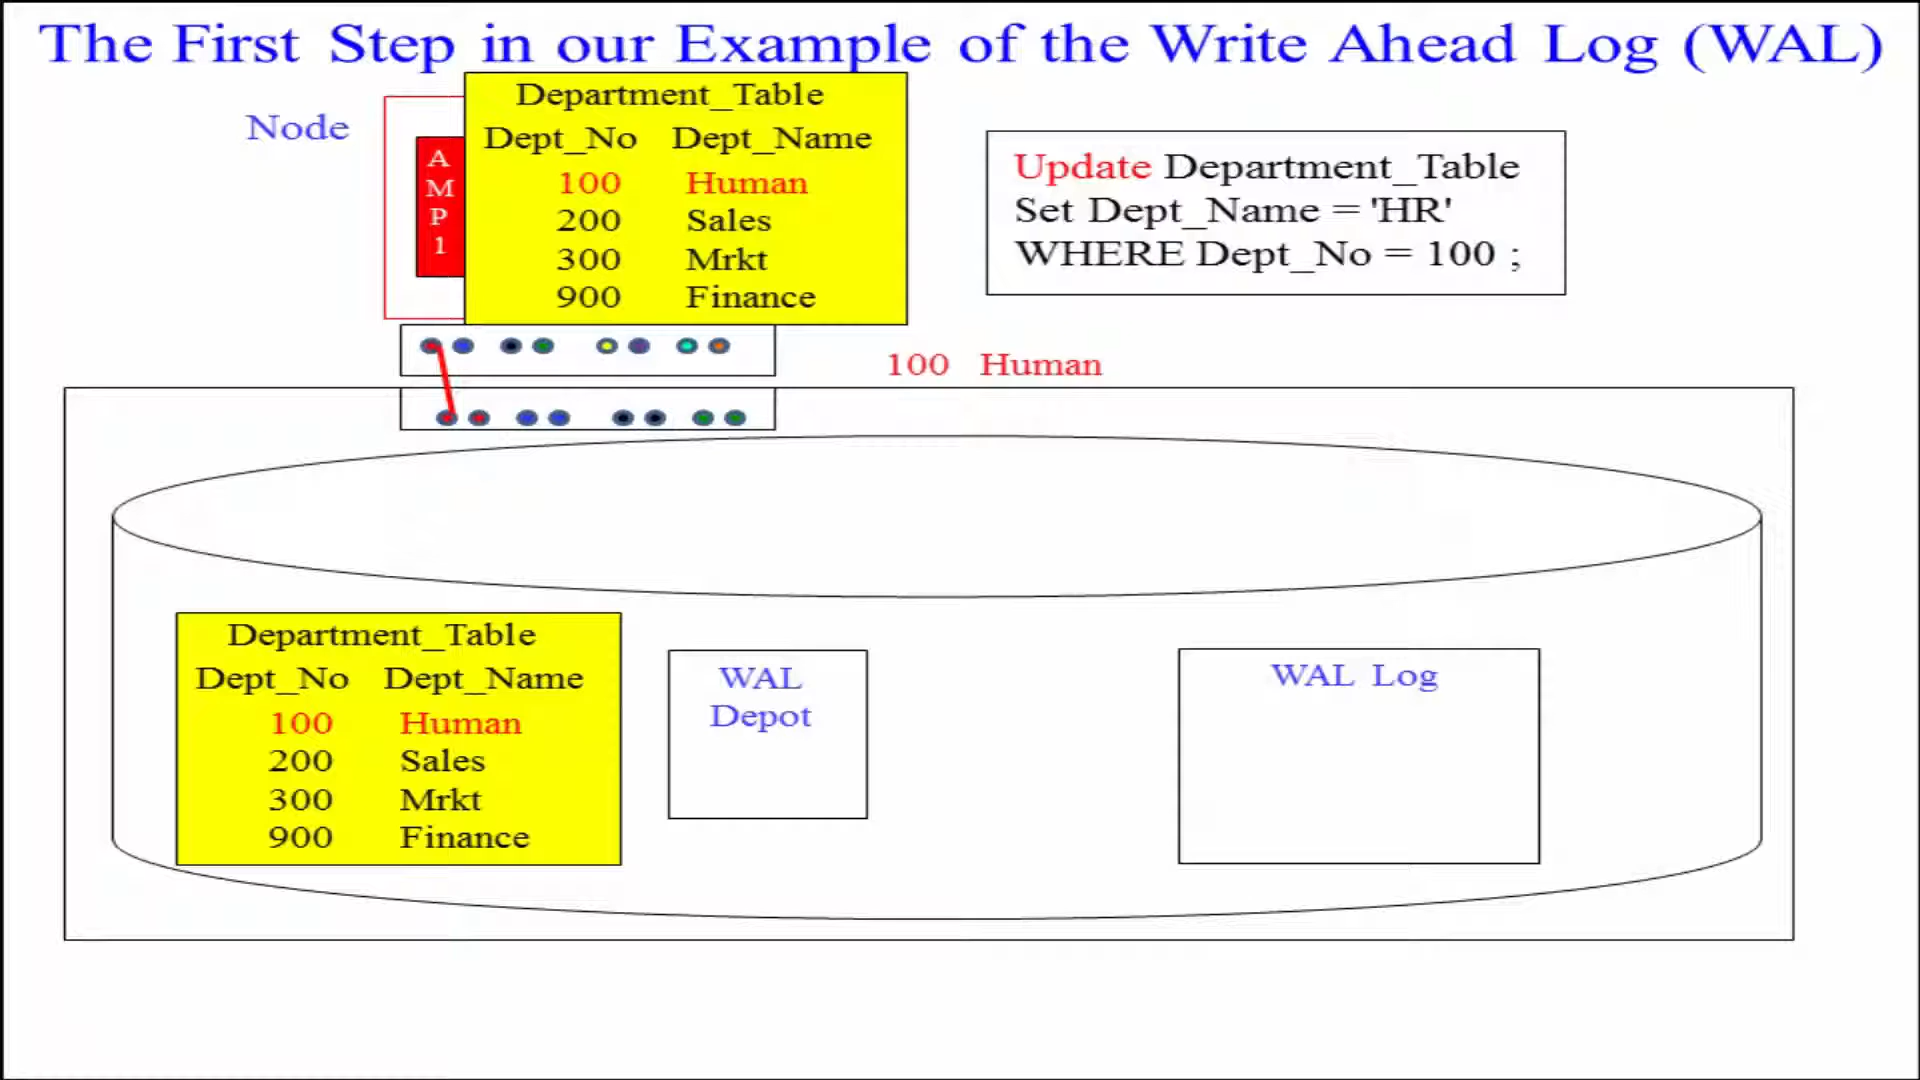 The First Step in our Example of the Write Ahead Log (WAL)
Node
A
M
P
1
Department_Table
Dept_No Dept_Name
100 Human
200 Sales
300 Mrkt
900 Finance
Update Department_Table
Set Dept_Name = 'HR'
WHERE Dept_No = 100 ;
100 Human
Department_Table
Dept_No Dept_Name
100 Human
200 Sales
300 Mrkt
900 Finance
WAL
Depot
WAL Log